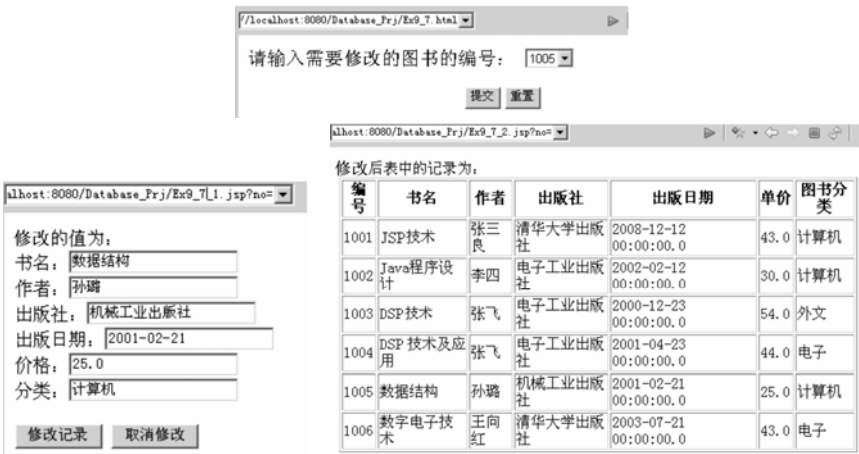 //localhost:8080/Database_Prj/Ex9_7.html
请输入需要修改的图书的编号： 1005
提交 重置
alhost:8080/Database_Prj/Ex9_7_1.jsp?no=
修改的值为：
书名： 数据结构
作者： 孙璐
出版社： 机械工业出版社
出版日期： 2001-02-21
价格： 25.0
分类： 计算机
修改记录 取消修改
alhost:8080/Database_Prj/Ex9_7_2.jsp?no=
修改后表中的记录为：
编号 书名 作者 出版社 出版日期 单价 图书分类
1001 JSP技术 张三良 清华大学出版社 2008-12-12 00:00:00.0 43.0 计算机
1002 Java程序设计 李四 电子工业出版社 2002-02-12 00:00:00.0 30.0 计算机
1003 DSP技术 张飞 电子工业出版社 2000-12-23 00:00:00.0 54.0 外文
1004 DSP 技术及应用 张飞 电子工业出版社 2001-04-23 00:00:00.0 44.0 电子
1005 数据结构 孙璐 机械工业出版社 2001-02-21 00:00:00.0 25.0 计算机
1006 数字电子技术 王向红 清华大学出版社 2003-07-21 00:00:00.0 43.0 电子